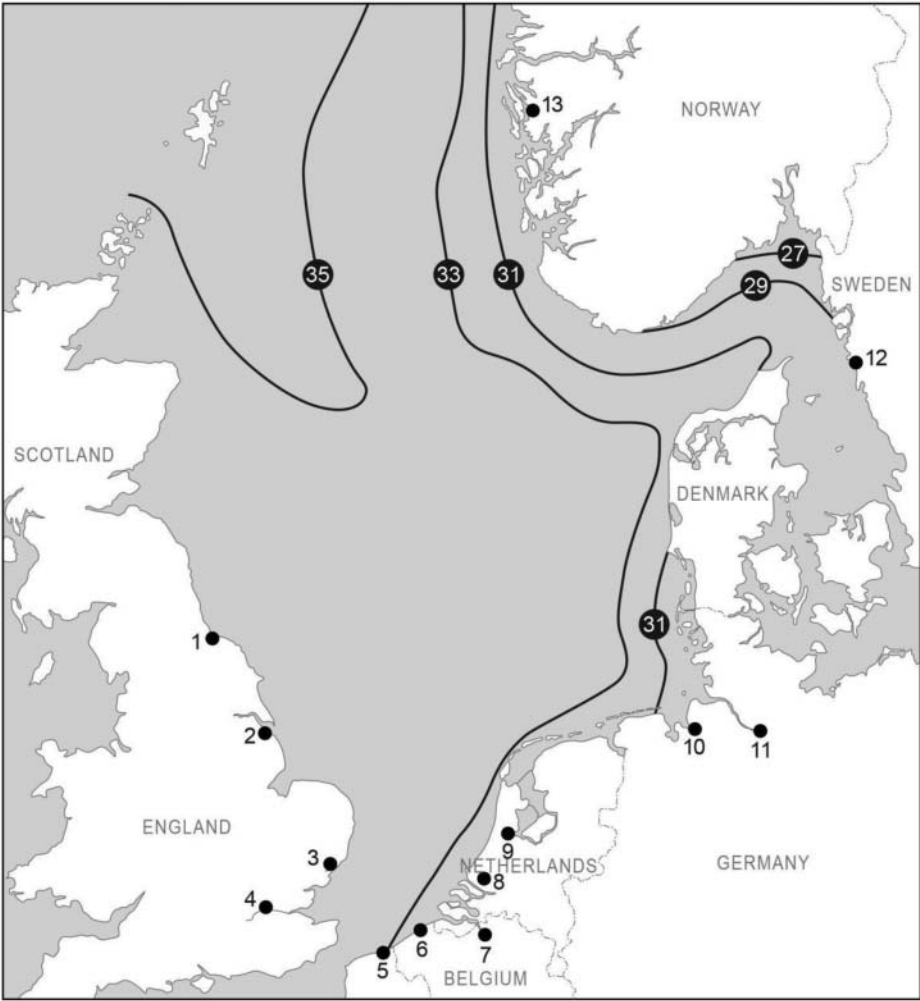 13
NORWAY
27
35
33
31
29
SWEDEN
12
SCOTLAND
DENMARK
31
1
2
10
11
ENGLAND
9
3
NETHERLANDS
GERMANY
8
4
6
7
5
BELGIUM